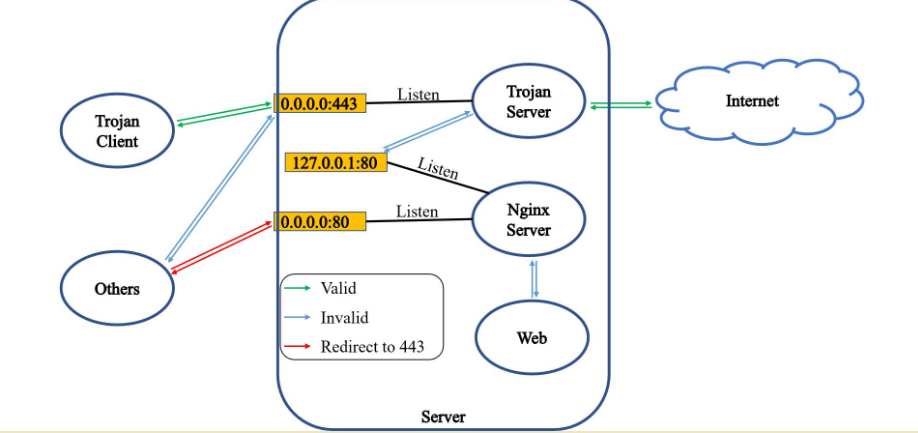 Trojan
Client
0.0.0.0:443
Listen
Trojan
Server
Internet
127.0.0.1:80
Listen
0.0.0.0:80
Listen
Nginx
Server
Others
Valid
Invalid
Redirect to 443
Web
Server